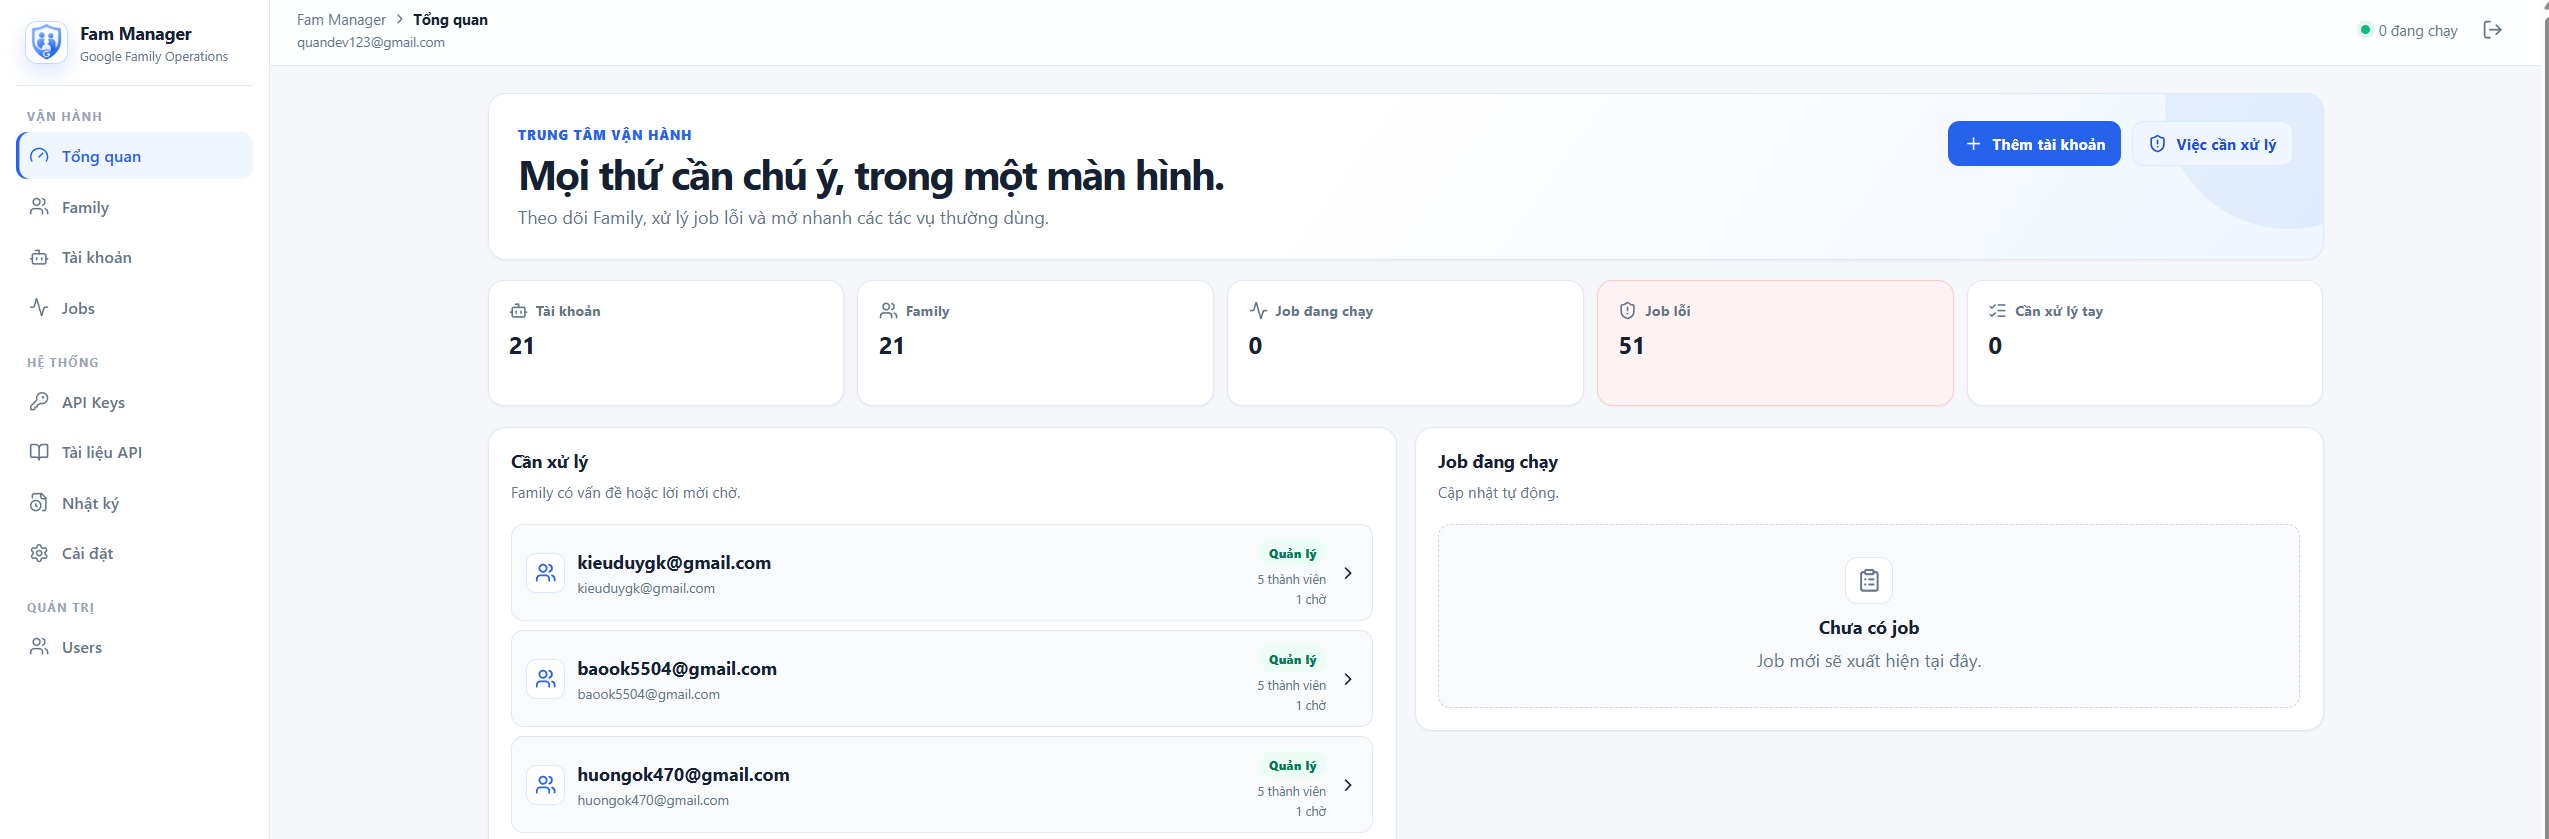 Fam Manager
Google Family Operations
VẬN HÀNH
Tổng quan
Family
Tài khoản
Jobs
HỆ THỐNG
API Keys
Tài liệu API
Nhật ký
Cài đặt
QUẢN TRỊ
Users
Fam Manager > Tổng quan
quandev123@gmail.com
0 đang chạy
TRUNG TÂM VẬN HÀNH
Mọi thứ cần chú ý, trong một màn hình.
Theo dõi Family, xử lý job lỗi và mở nhanh các tác vụ thường dùng.
Thêm tài khoản
Việc cần xử lý
Tài khoản
21
Family
21
Job đang chạy
0
Job lỗi
51
Cần xử lý tay
0
Cần xử lý
Family có vấn đề hoặc lời mời chờ.
kieuduygk@gmail.com
kieuduygk@gmail.com
Quản lý
5 thành viên
1 chờ
baook5504@gmail.com
baook5504@gmail.com
Quản lý
5 thành viên
1 chờ
huongok470@gmail.com
huongok470@gmail.com
Quản lý
5 thành viên
1 chờ
Job đang chạy
Cập nhật tự động.
Chưa có job
Job mới sẽ xuất hiện tại đây.